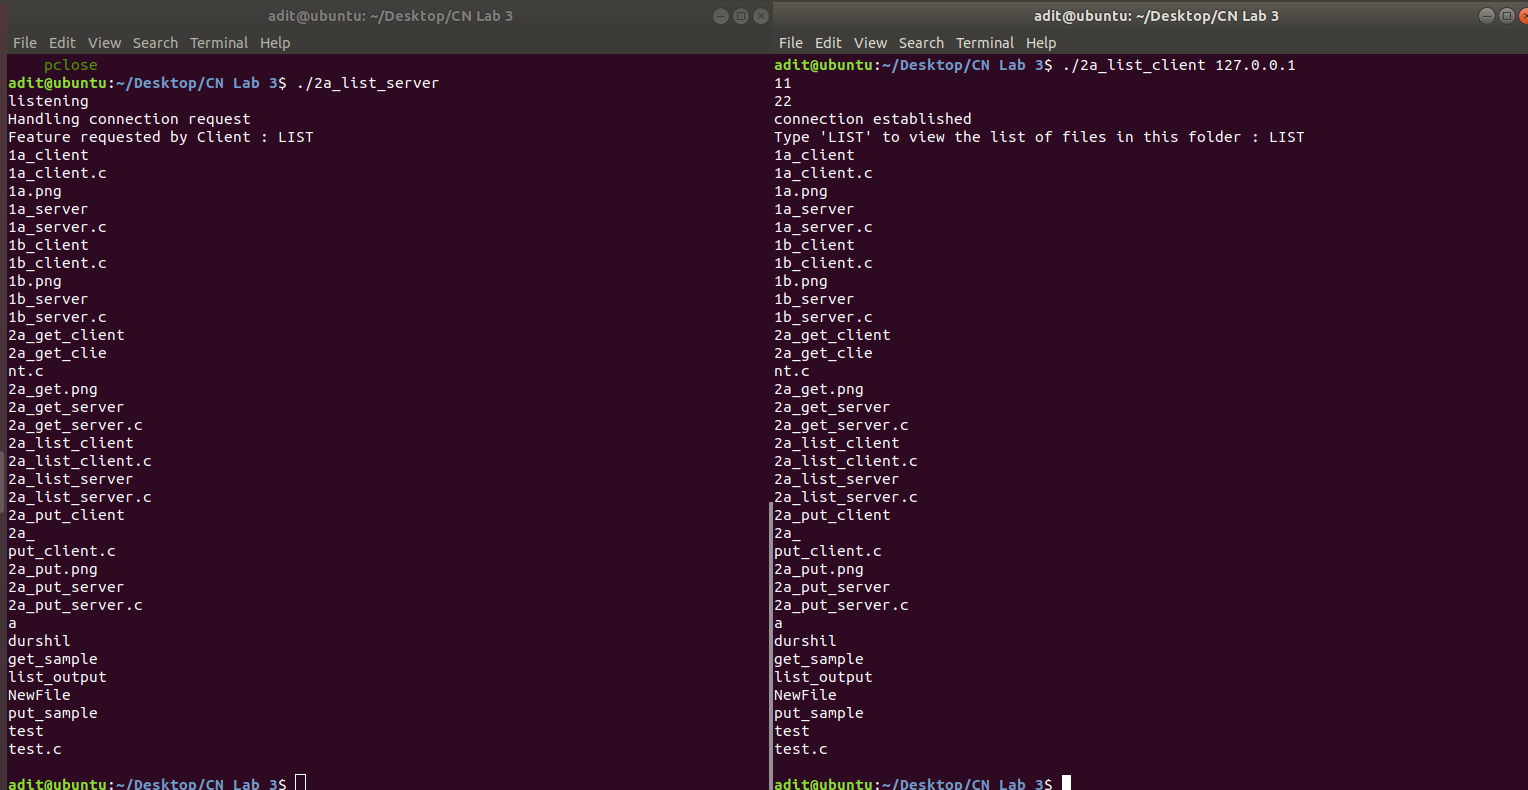 adit@ubuntu: ~/Desktop/CN Lab 3
File Edit View Search Terminal Help
pclose
adit@ubuntu:~/Desktop/CN Lab 3$ ./2a_list_server
listening
Handling connection request
Feature requested by Client : LIST
1a_client
1a_client.c
1a.png
1a_server
1a_server.c
1b_client
1b_client.c
1b.png
1b_server
1b_server.c
2a_get_client
2a_get_clie
nt.c
2a_get.png
2a_get_server
2a_get_server.c
2a_list_client
2a_list_client.c
2a_list_server
2a_list_server.c
2a_put_client
2a_
put_client.c
2a_put.png
2a_put_server
2a_put_server.c
a
durshil
get_sample
list_output
NewFile
put_sample
test
test.c
adit@ubuntu:~/Desktop/CN Lab 3$
adit@ubuntu: ~/Desktop/CN Lab 3
File Edit View Search Terminal Help
adit@ubuntu:~/Desktop/CN Lab 3$ ./2a_list_client 127.0.0.1
11
22
connection established
Type 'LIST' to view the list of files in this folder : LIST
1a_client
1a_client.c
1a.png
1a_server
1a_server.c
1b_client
1b_client.c
1b.png
1b_server
1b_server.c
2a_get_client
2a_get_clie
nt.c
2a_get.png
2a_get_server
2a_get_server.c
2a_list_client
2a_list_client.c
2a_list_server
2a_list_server.c
2a_put_client
2a_
put_client.c
2a_put.png
2a_put_server
2a_put_server.c
a
durshil
get_sample
list_output
NewFile
put_sample
test
test.c
adit@ubuntu:~/Desktop/CN Lab 3$